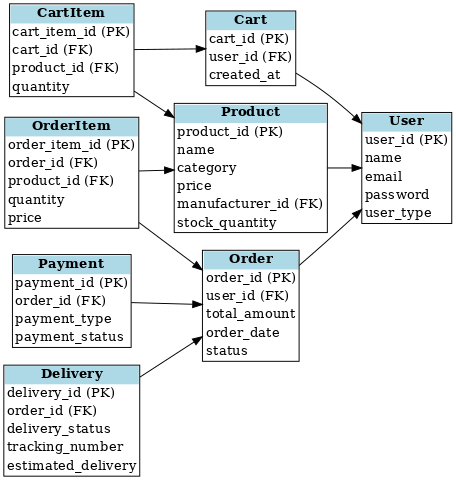 CartItem
cart_item_id (PK)
cart_id (FK)
product_id (FK)
quantity
Cart
cart_id (PK)
user_id (FK)
created_at
OrderItem
order_item_id (PK)
order_id (FK)
product_id (FK)
quantity
price
Product
product_id (PK)
name
category
price
manufacturer_id (FK)
stock_quantity
User
user_id (PK)
name
email
password
user_type
Payment
payment_id (PK)
order_id (FK)
payment_type
payment_status
Order
order_id (PK)
user_id (FK)
total_amount
order_date
status
Delivery
delivery_id (PK)
order_id (FK)
delivery_status
tracking_number
estimated_delivery